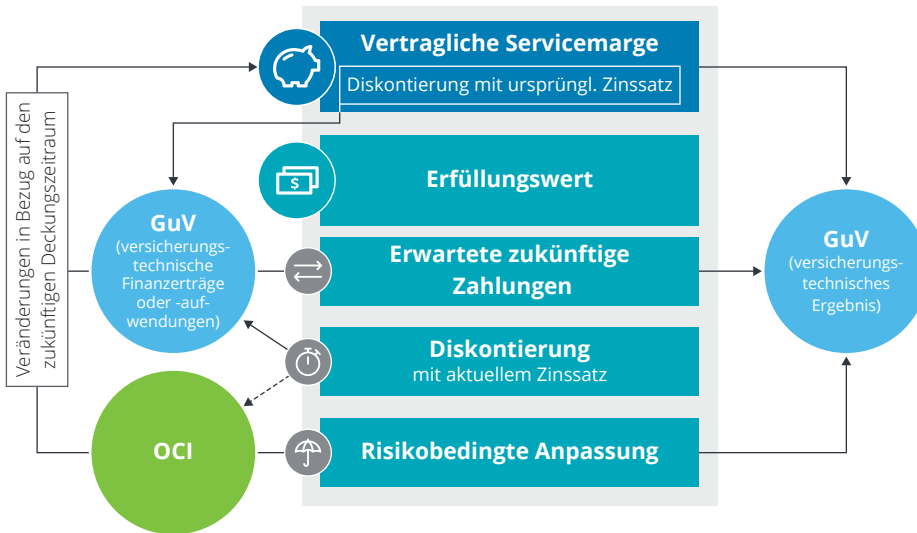 Vertragliche Servicemarge
Diskontierung mit ursprüngl. Zinssatz
Veränderungen in Bezug auf den
zukünftigen Deckungszeitraum
$
Erfüllungswert
GuV
(versicherungs-
technische
Finanzerträge
oder -auf-
wendungen)
Erwartete zukünftige
Zahlungen
GuV
(versicherungs-
technisches
Ergebnis)
Diskontierung
mit aktuellem Zinssatz
OCI
Risikobedingte Anpassung